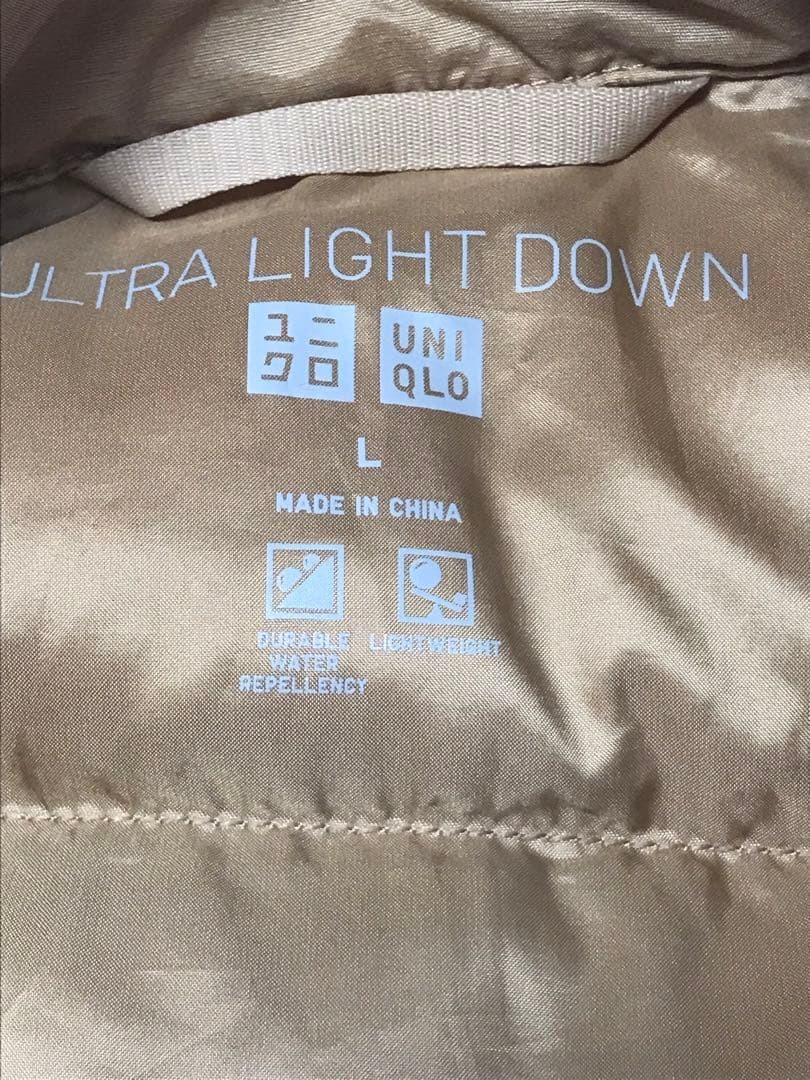 ULTRA LIGHT DOWN
ユニ
クロ
UNI
QLO
L
MADE IN CHINA
DURABLE
WATER
REPELLENCY
LIGHTWEIGHT